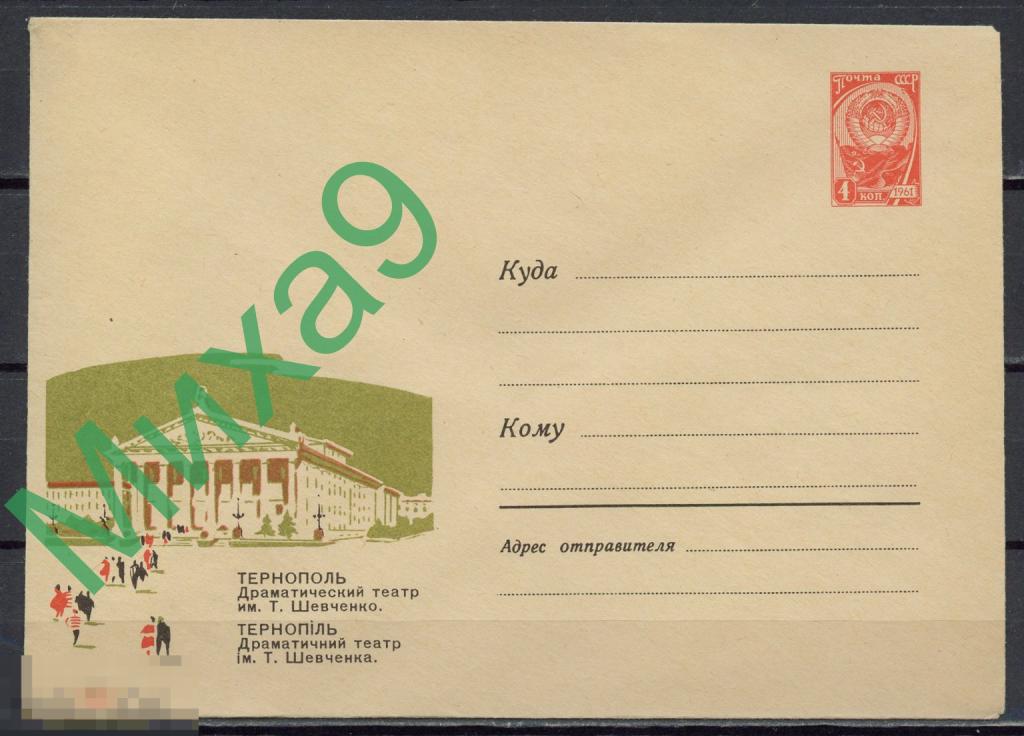 Почта СССР
4 коп. 1961
Миха9
Куда
Кому
Адрес отправителя
ТЕРНОПОЛЬ
Драматический театр
им. Т. Шевченко.
ТЕРНОПІЛЬ
Драматичний театр
ім. Т. Шевченка.